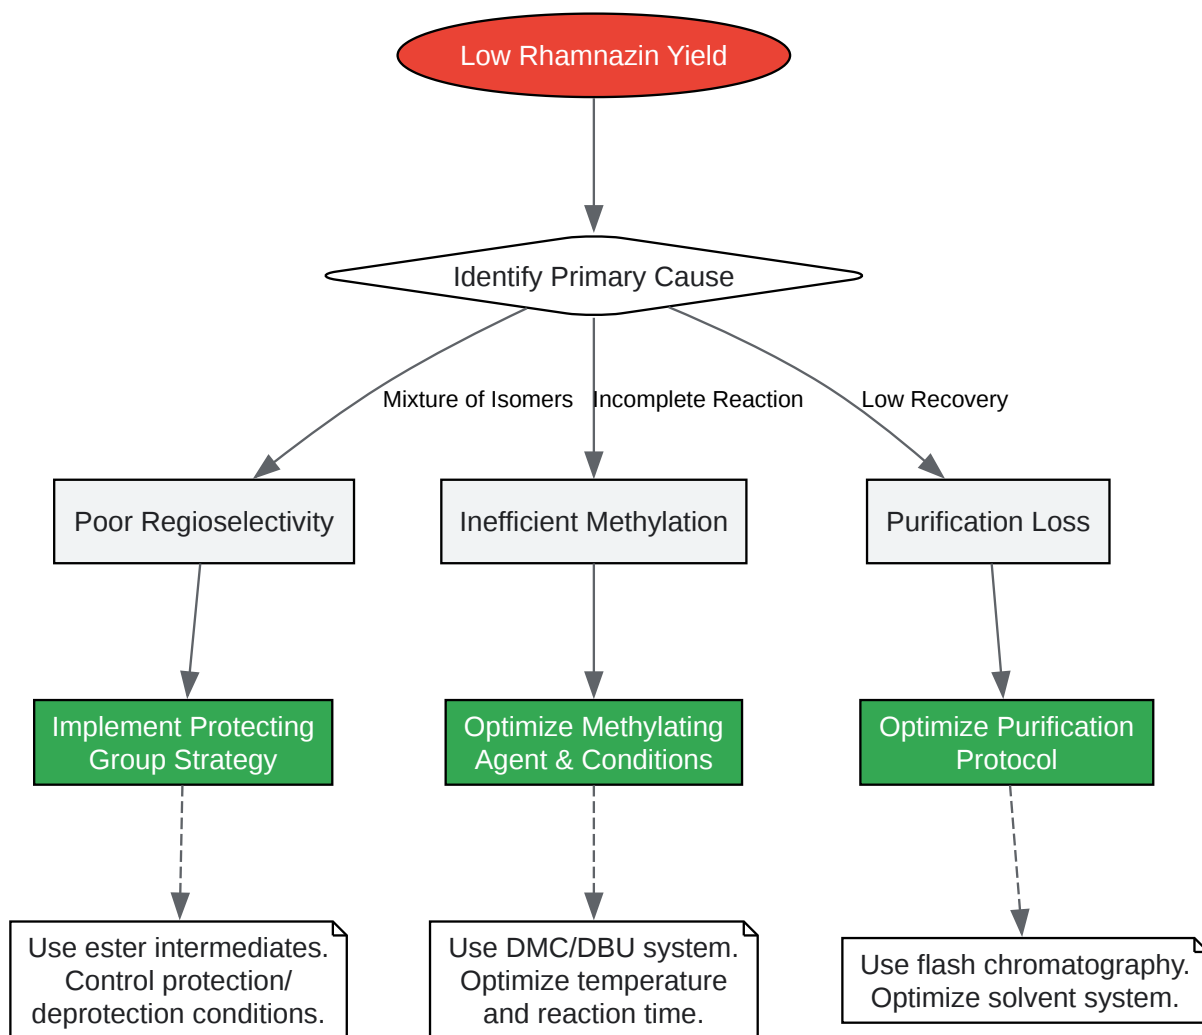 Low Rhamnazin Yield
Identify Primary Cause
Mixture of Isomers
Incomplete Reaction
Low Recovery
Poor Regioselectivity
Inefficient Methylation
Purification Loss
Implement Protecting
Group Strategy
Optimize Methylating
Agent & Conditions
Optimize Purification
Protocol
Use ester intermediates.
Control protection/
deprotection conditions.
Use DMC/DBU system.
Optimize temperature
and reaction time.
Use flash chromatography.
Optimize solvent system.